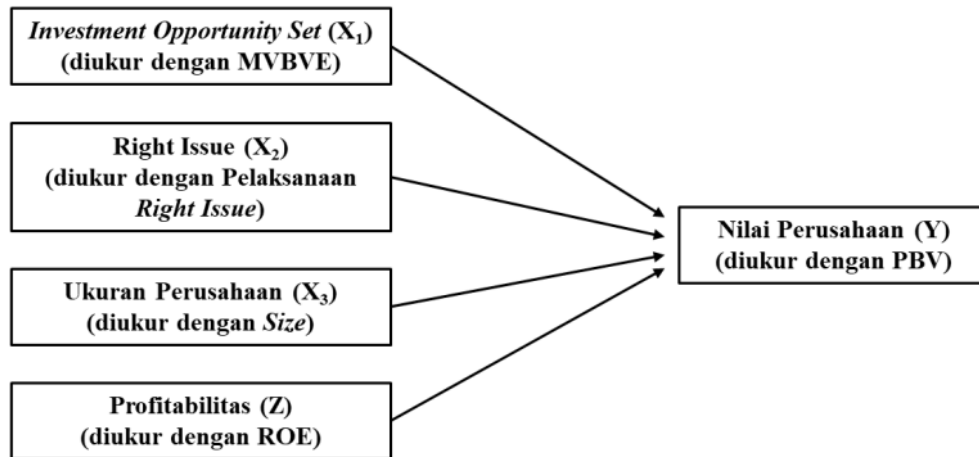 Investment Opportunity Set (X₁)
(diukur dengan MVBVE)
Right Issue (X₂)
(diukur dengan Pelaksanaan
Right Issue)
Ukuran Perusahaan (X₃)
(diukur dengan Size)
Profitabilitas (Z)
(diukur dengan ROE)
Nilai Perusahaan (Y)
(diukur dengan PBV)